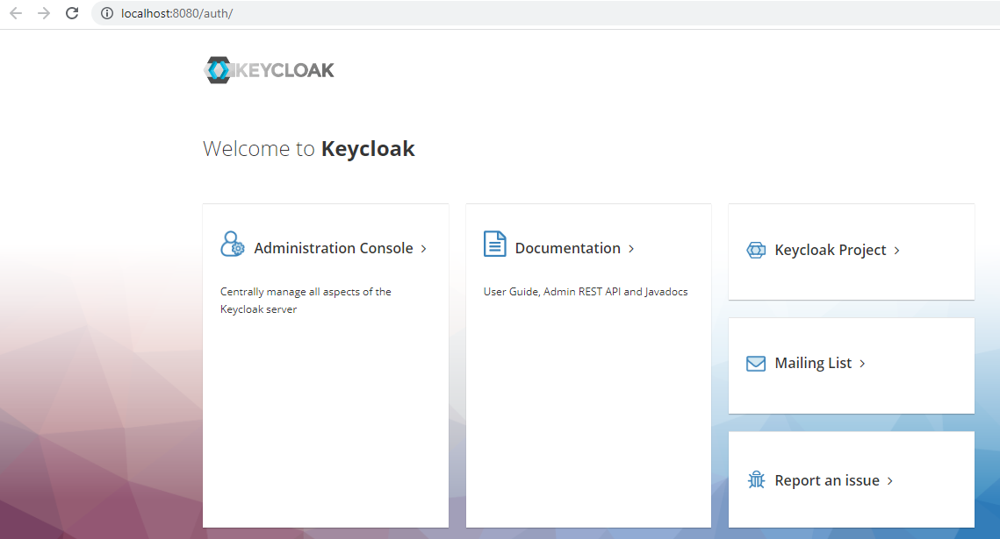 localhost:8080/auth/
KEYCLOAK
Welcome to Keycloak
Administration Console
Centrally manage all aspects of the
Keycloak server
Documentation
User Guide, Admin REST API and Javadocs
Keycloak Project
Mailing List
Report an issue